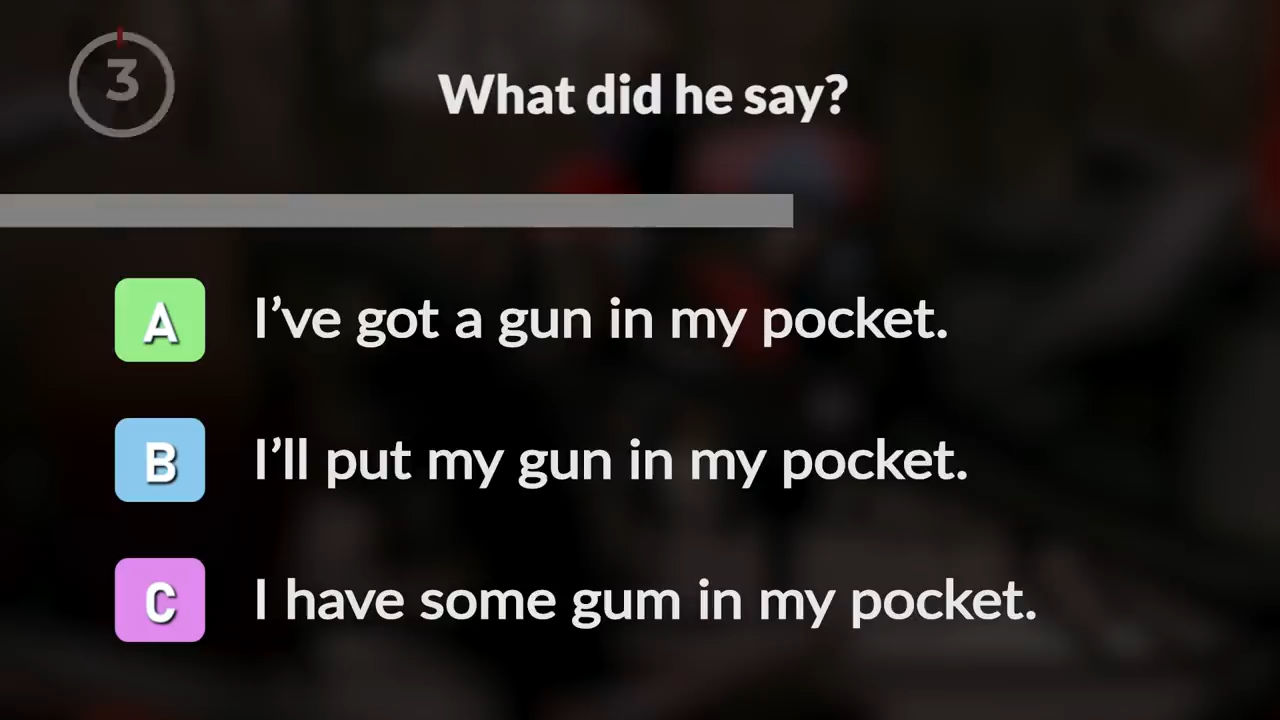 3
What did he say?
A I’ve got a gun in my pocket.
B I’ll put my gun in my pocket.
C I have some gum in my pocket.